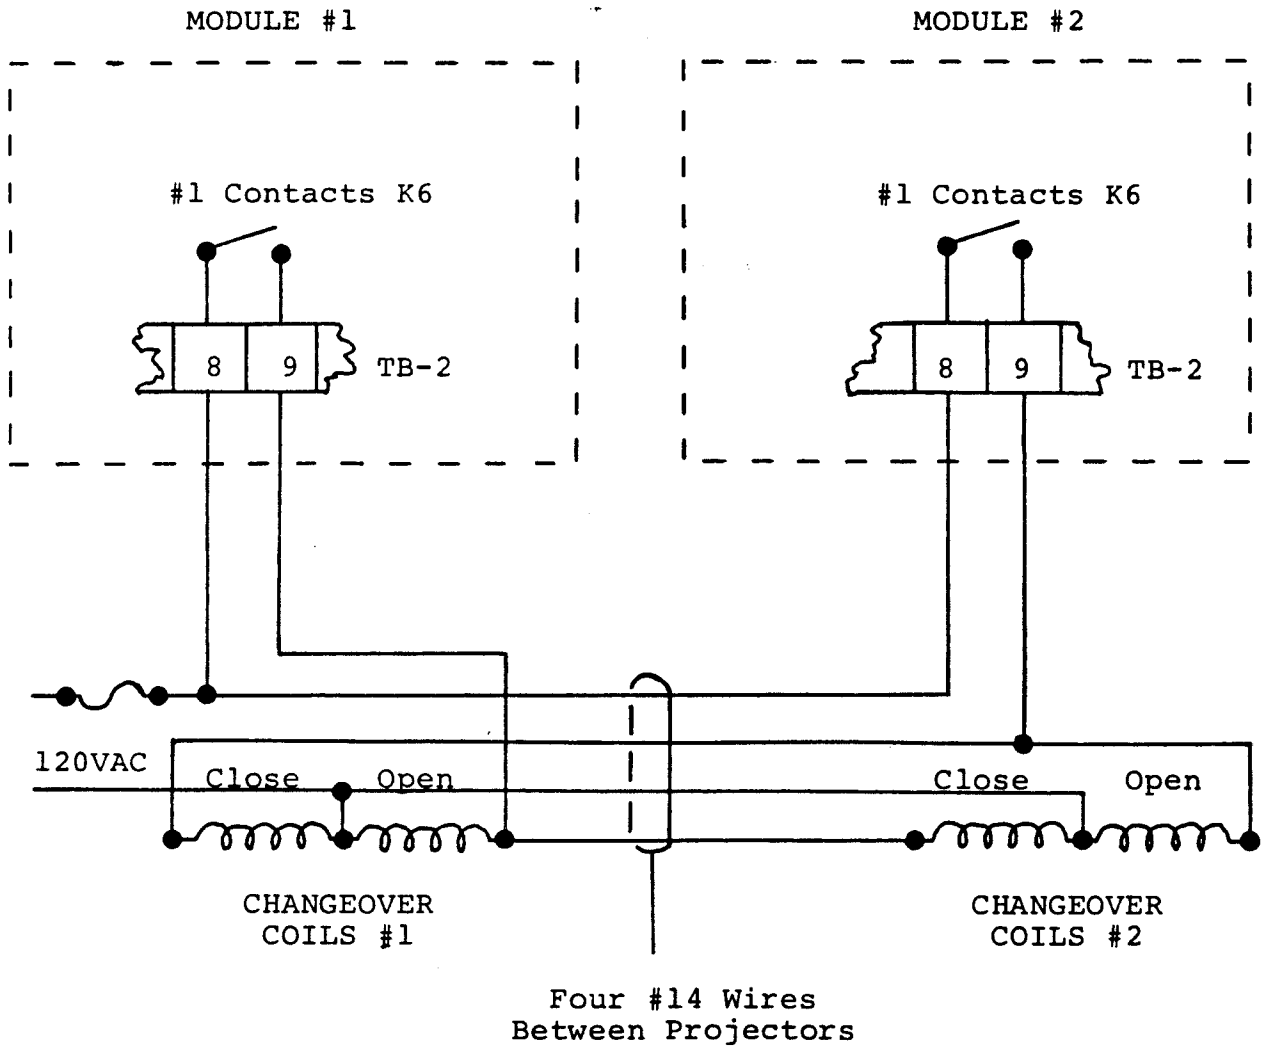 MODULE #1
MODULE #2
#1 Contacts K6
#1 Contacts K6
8 9 TB-2
8 9 TB-2
120VAC
Close Open
Close Open
CHANGEOVER
COILS #1
CHANGEOVER
COILS #2
Four #14 Wires
Between Projectors